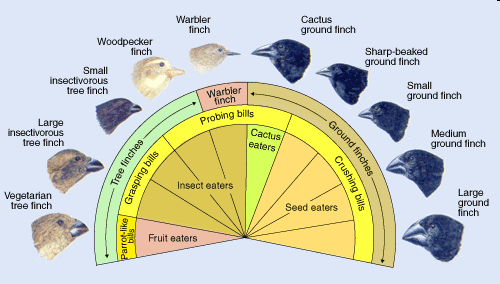 Warbler
finch
Cactus
ground finch
Woodpecker
finch
Sharp-beaked
ground finch
Small
insectivorous
tree finch
Small
ground finch
Large
insectivorous
tree finch
Medium
ground finch
Vegetarian
tree finch
Large
ground
finch
Tree finches
Warbler
finch
Ground finches
Parrot-like
bills
Grasping bills
Probing bills
Crushing bills
Fruit eaters
Insect eaters
Cactus
eaters
Seed eaters